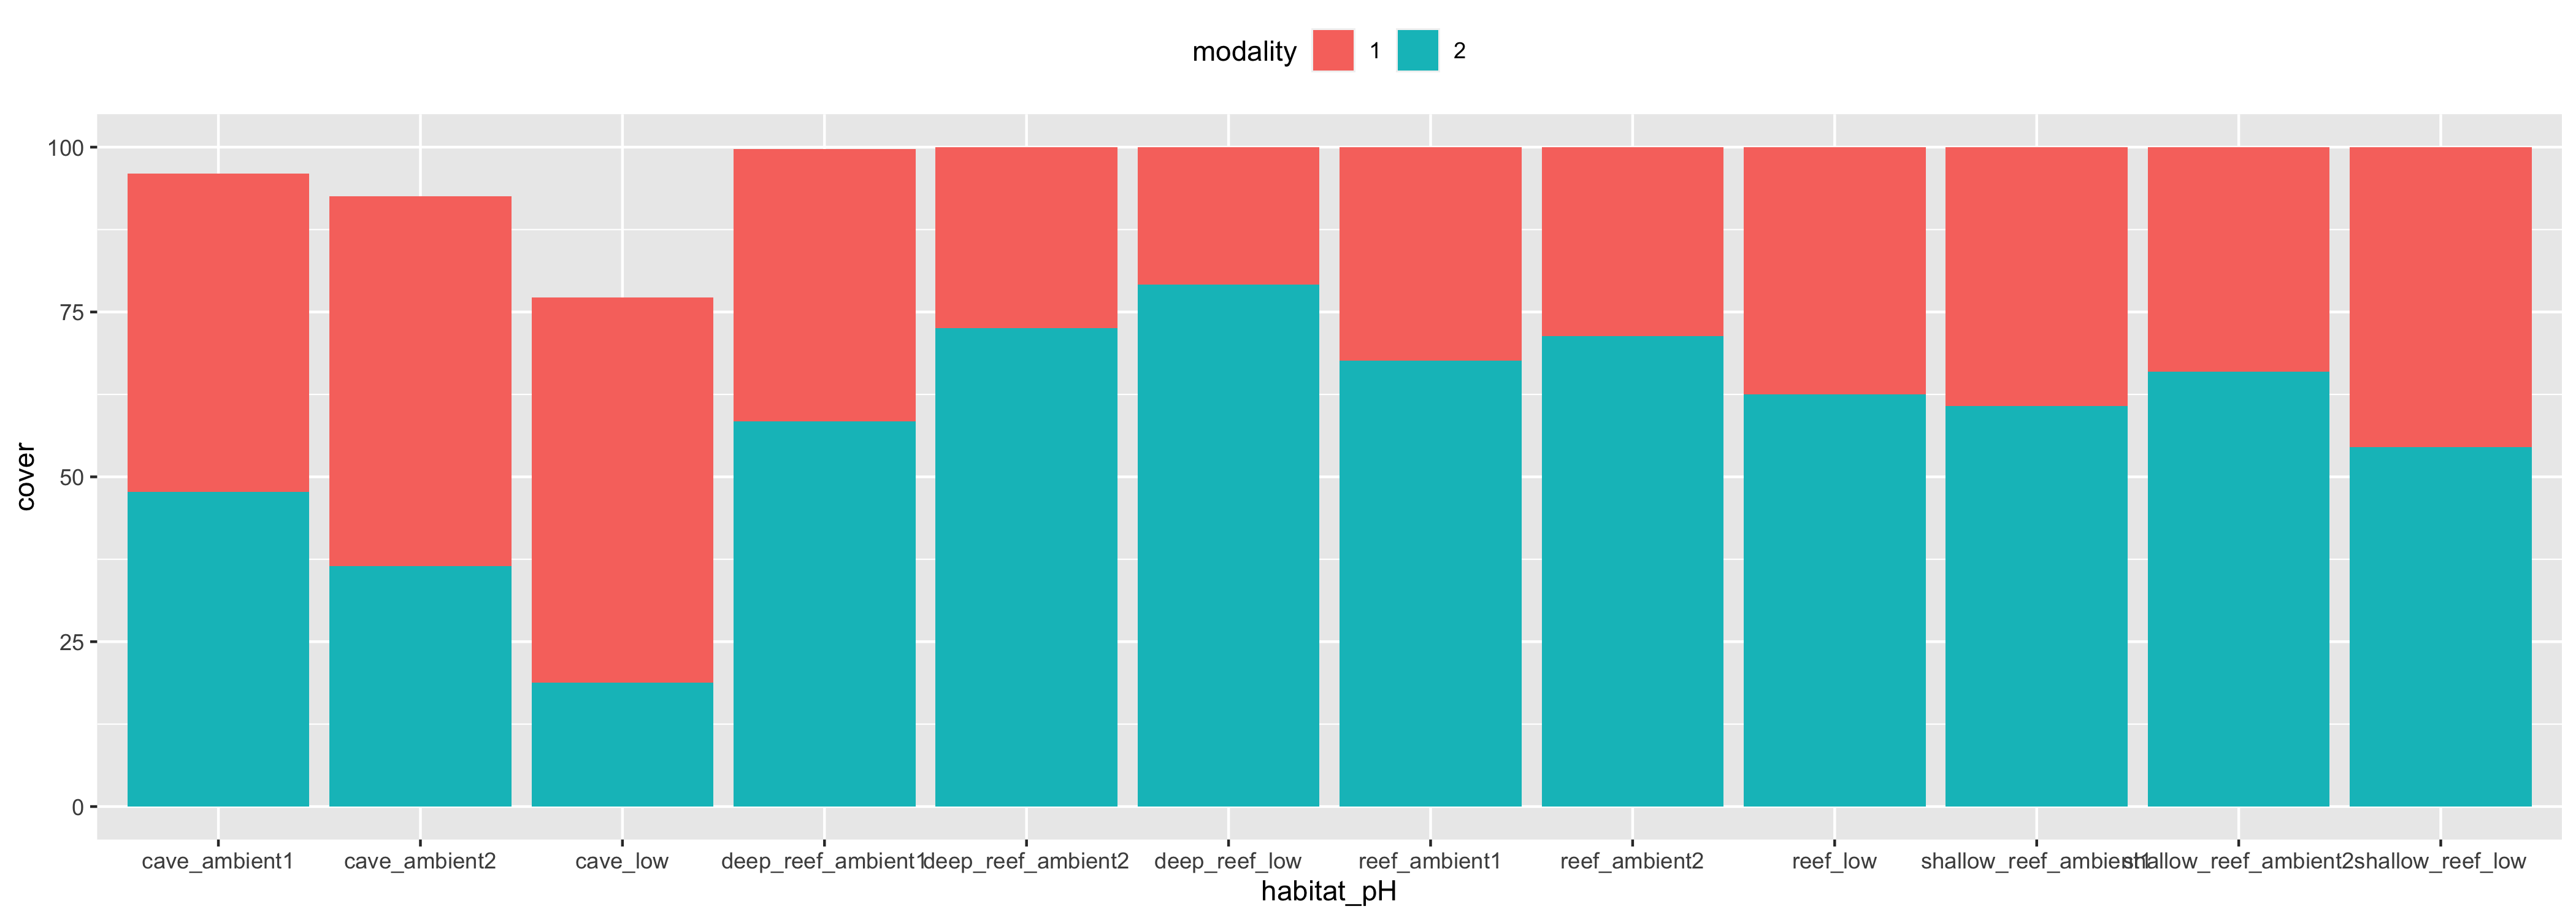 modality 1 2
100
75
50
25
0
cover
cave_ambient1 cave_ambient2 cave_low deep_reef_ambient1 deep_reef_ambient2 deep_reef_low reef_ambient1 reef_ambient2 reef_low shallow_reef_ambient1 shallow_reef_ambient2 shallow_reef_low
habitat_pH